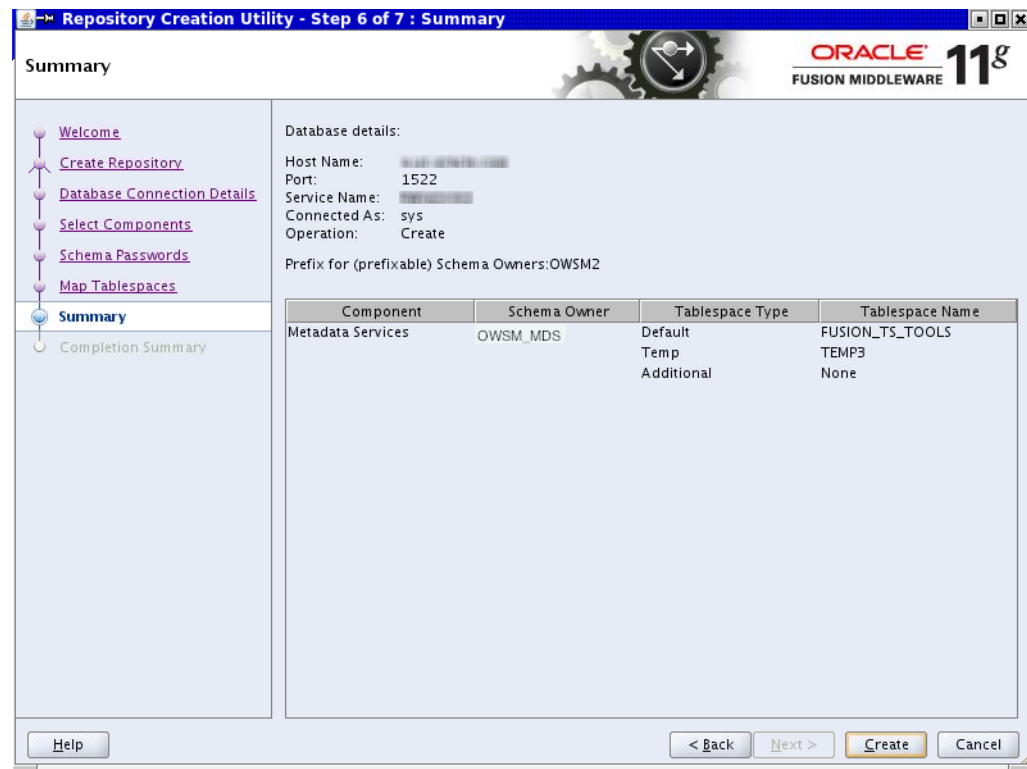 Repository Creation Utility - Step 6 of 7 : Summary
Summary
ORACLE
FUSION MIDDLEWARE 11g
Welcome
Create Repository
Database Connection Details
Select Components
Schema Passwords
Map Tablespaces
Summary
Completion Summary
Database details:
Host Name:
Port: 1522
Service Name:
Connected As: sys
Operation: Create
Prefix for (prefixable) Schema Owners:OWSM2
Component Schema Owner Tablespace Type Tablespace Name
Metadata Services OWSM_MDS Default FUSION_TS_TOOLS
Temp TEMP3
Additional None
Help < Back Next > Create Cancel